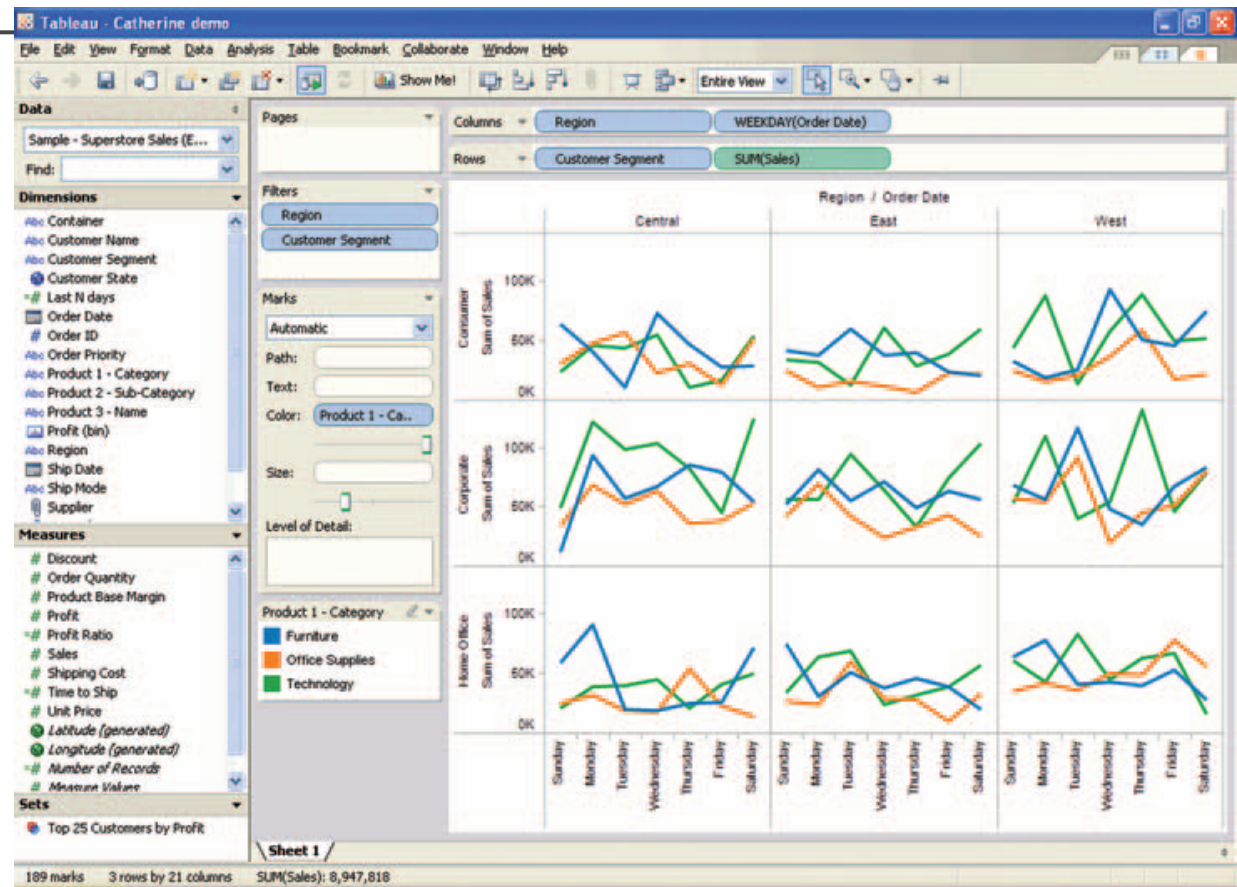 Tableau - Catherine demo
File Edit View Format Data Analysis Table Bookmark Collaborate Window Help
Show Me!
Entire View
Data
Sample - Superstore Sales (E...
Find:
Dimensions
Abc Container
Abc Customer Name
Abc Customer Segment
Customer State
=# Last N days
Order Date
# Order ID
Abc Order Priority
Abc Product 1 - Category
Abc Product 2 - Sub-Category
Abc Product 3 - Name
Profit (bin)
Abc Region
Ship Date
Abc Ship Mode
Supplier
Measures
# Discount
# Order Quantity
# Product Base Margin
# Profit
=# Profit Ratio
# Sales
# Shipping Cost
=# Time to Ship
# Unit Price
Latitude (generated)
Longitude (generated)
=# Number of Records
# Measure Values
Sets
Top 25 Customers by Profit
Pages
Filters
Region
Customer Segment
Marks
Automatic
Path:
Text:
Color: Product 1 - Ca..
Size:
Level of Detail:
Product 1 - Category
Furniture
Office Supplies
Technology
Columns Region WEEKDAY(Order Date)
Rows Customer Segment SUM(Sales)
Region / Order Date
Central East West
Consumer
Sum of Sales
100K
50K
0K
Corporate
Sum of Sales
100K
50K
0K
Home Office
Sum of Sales
100K
50K
0K
Sunday Monday Tuesday Wednesday Thursday Friday Saturday Sunday Monday Tuesday Wednesday Thursday Friday Saturday Sunday Monday Tuesday Wednesday Thursday Friday Saturday
Sheet 1
189 marks 3 rows by 21 columns SUM(Sales): 8,947,818